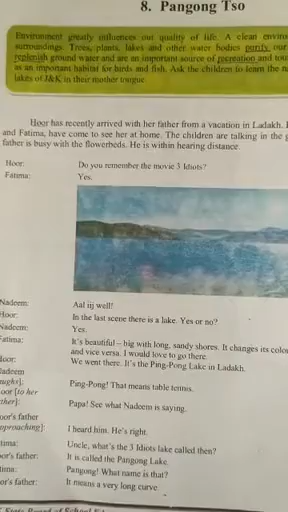 8. Pangong Tso
Environment greatly influences our quality of life. A clean
surroundings. Trees, plants, lakes and other water bodies purify our
replenish ground water and are an important source of recreation and
as an important habitat for birds and fish. Ask the children to learn the
lakes of J&K in their mother tongue.
Hoor has recently arrived with her father from a vacation in Ladakh.
and Fatima, have come to see her at home. The children are talking in the
father is busy with the flowerbeds. He is within hearing distance.
Hoor: Do you remember the movie 3 Idiots?
Fatima: Yes.
Nadeem: Aal iij well!
Hoor: In the last scene there is a lake. Yes or no?
Nadeem: Yes.
Fatima: It's beautiful – big with long, sandy shores. It changes its
and vice versa. I would love to go there.
Hoor: We went there. It's the Ping-Pong Lake in Ladakh.
Nadeem
Ping-Pong! That means table tennis.
[to her
Papa! See what Nadeem is saying.
father
I heard him. He's right.
Uncle, what's the 3 Idiots lake called then?
father: It is called the Pangong Lake.
Pangong! What name is that?
father: It means a very long curve